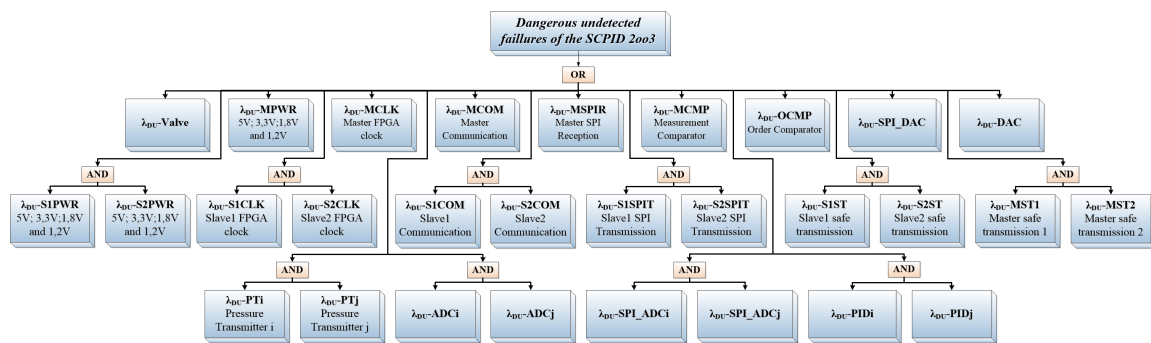 Dangerous undetected
faillures of the SCPID 2oo3
OR
λDU-Valve
λDU-MPWR
5V; 3,3V;1,8V
and 1,2V
λDU-MCLK
Master FPGA
clock
λDU-MCOM
Master
Communication
λDU-MSPIR
Master SPI
Reception
λDU-MCMP
Measurement
Comparator
λDU-OCMP
Order Comparator
λDU-SPI_DAC
λDU-DAC
AND
AND
AND
AND
AND
AND
λDU-S1PWR
5V; 3,3V;1,8V
and 1,2V
λDU-S2PWR
5V; 3,3V;1,8V
and 1,2V
λDU-S1CLK
Slave1 FPGA
clock
λDU-S2CLK
Slave2 FPGA
clock
λDU-S1COM
Slave1
Communication
λDU-S2COM
Slave2
Communication
λDU-S1SPIT
Slave1 SPI
Transmission
λDU-S2SPIT
Slave2 SPI
Transmission
λDU-S1ST
Slave1 safe
transmission
λDU-S2ST
Slave2 safe
transmission
λDU-MST1
Master safe
transmission 1
λDU-MST2
Master safe
transmission 2
AND
AND
AND
AND
λDU-PTi
Pressure
Transmitter i
λDU-PTj
Pressure
Transmitter j
λDU-ADCi
λDU-ADCj
λDU-SPI_ADCi
λDU-SPI_ADCj
λDU-PIDi
λDU-PIDj